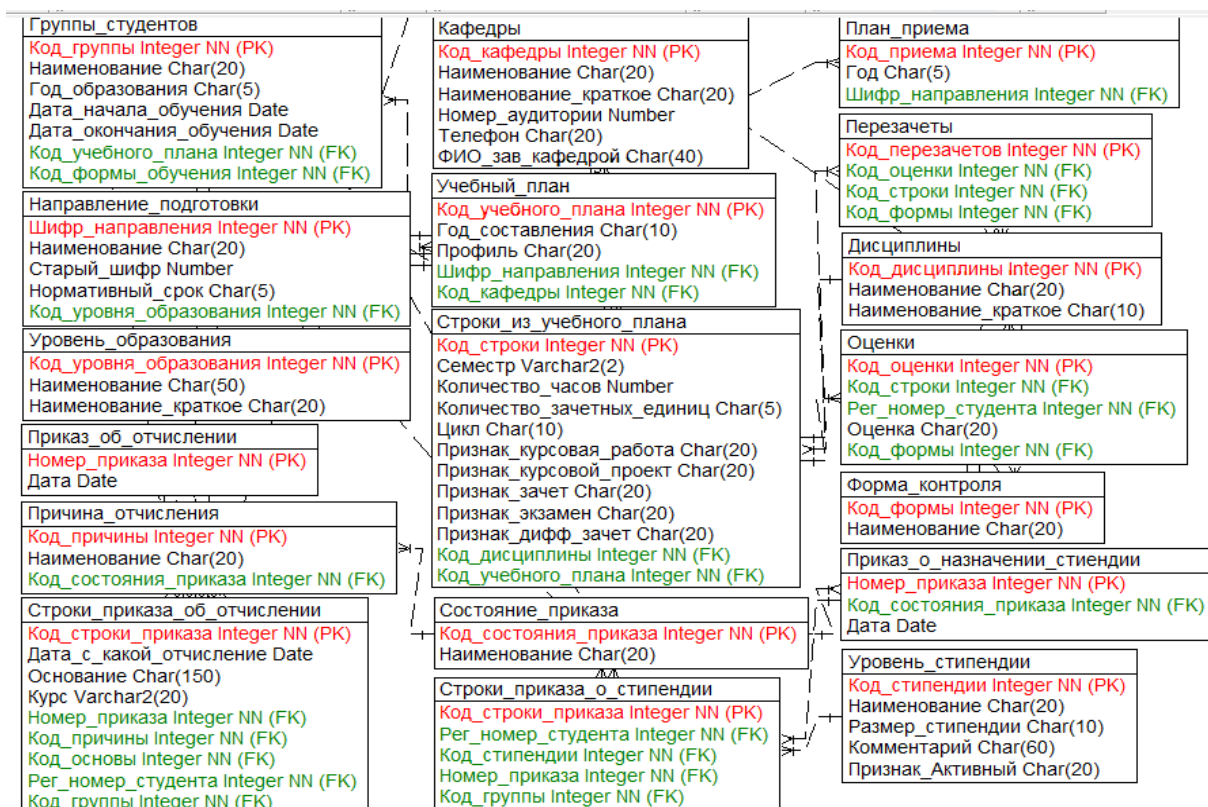 Группы_студентов
Код_группы Integer NN (PK)
Наименование Char(20)
Год_образования Char(5)
Дата_начала_обучения Date
Дата_окончания_обучения Date
Код_учебного_плана Integer NN (FK)
Код_формы_обучения Integer NN (FK)
Направление_подготовки
Шифр_направления Integer NN (PK)
Наименование Char(20)
Старый_шифр Number
Нормативный_срок Char(5)
Код_уровня_образования Integer NN (FK)
Уровень_образования
Код_уровня_образования Integer NN (PK)
Наименование Char(50)
Наименование_краткое Char(20)
Приказ_об_отчислении
Номер_приказа Integer NN (PK)
Дата Date
Причина_отчисления
Код_причины Integer NN (PK)
Наименование Char(20)
Код_состояния_приказа Integer NN (FK)
Строки_приказа_об_отчислении
Код_строки_приказа Integer NN (PK)
Дата_с_какой_отчисление Date
Основание Char(150)
Курс Varchar2(20)
Номер_приказа Integer NN (FK)
Код_причины Integer NN (FK)
Код_основы Integer NN (FK)
Рег_номер_студента Integer NN (FK)
Код_группы Integer NN (FK)
Кафедры
Код_кафедры Integer NN (PK)
Наименование Char(20)
Наименование_краткое Char(20)
Номер_аудитории Number
Телефон Char(20)
ФИО_зав_кафедрой Char(40)
Учебный_план
Код_учебного_плана Integer NN (PK)
Год_составления Char(10)
Профиль Char(20)
Шифр_направления Integer NN (FK)
Код_кафедры Integer NN (FK)
Строки_из_учебного_плана
Код_строки Integer NN (PK)
Семестр Varchar2(2)
Количество_часов Number
Количество_зачетных_единиц Char(5)
Цикл Char(10)
Признак_курсовая_работа Char(20)
Признак_курсовой_проект Char(20)
Признак_зачет Char(20)
Признак_экзамен Char(20)
Признак_дифф_зачет Char(20)
Код_дисциплины Integer NN (FK)
Код_учебного_плана Integer NN (FK)
Состояние_приказа
Код_состояния_приказа Integer NN (PK)
Наименование Char(20)
Строки_приказа_о_стипендии
Код_строки_приказа Integer NN (PK)
Рег_номер_студента Integer NN (FK)
Код_стипендии Integer NN (FK)
Номер_приказа Integer NN (FK)
Код_группы Integer NN (FK)
План_приема
Код_приема Integer NN (PK)
Год Char(5)
Шифр_направления Integer NN (FK)
Перезачеты
Код_перезачетов Integer NN (PK)
Код_оценки Integer NN (FK)
Код_строки Integer NN (FK)
Код_формы Integer NN (FK)
Дисциплины
Код_дисциплины Integer NN (PK)
Наименование Char(20)
Наименование_краткое Char(10)
Оценки
Код_оценки Integer NN (PK)
Код_строки Integer NN (FK)
Рег_номер_студента Integer NN (FK)
Оценка Char(20)
Код_формы Integer NN (FK)
Форма_контроля
Код_формы Integer NN (PK)
Наименование Char(20)
Приказ_о_назначении_стиендии
Номер_приказа Integer NN (PK)
Код_состояния_приказа Integer NN (FK)
Дата Date
Уровень_стипендии
Код_стипендии Integer NN (PK)
Наименование Char(20)
Размер_стипендии Char(10)
Комментарий Char(60)
Признак_Активный Char(20)